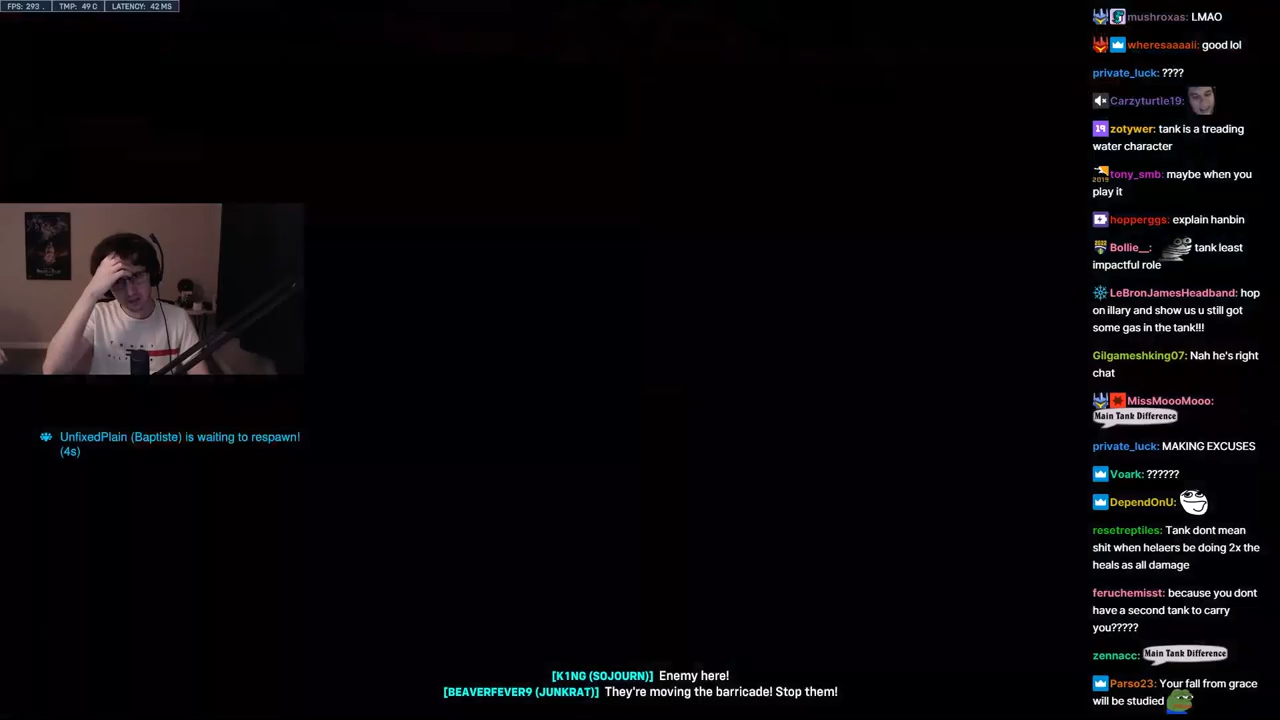 FPS: 293 . TMP: 49 C LATENCY: 42 MS
UnfixedPlain (Baptiste) is waiting to respawn!
(4s)
[K1NG (SOJOURN)] Enemy here!
[BEAVERFEVER9 (JUNKRAT)] They're moving the barricade! Stop them!
mushroxas: LMAO
wheresaaaali: good lol
private_luck: ????
Carzyturtle19:
19 zotywer: tank is a treading
water character
2019 tony_smb: maybe when you
play it
hopperggs: explain hanbin
Bollie__: tank least
impactful role
LeBronJamesHeadband: hop
on illary and show us u still got
some gas in the tank!!!
Gilgameshking07: Nah he's right
chat
MissMoooMooo:
Main Tank Difference
private_luck: MAKING EXCUSES
Voark: ??????
DependOnU:
resetreptiles: Tank dont mean
shit when helaers be doing 2x the
heals as all damage
feruchemisst: because you dont
have a second tank to carry
you?????
zennacc: Main Tank Difference
Parso23: Your fall from grace
will be studied